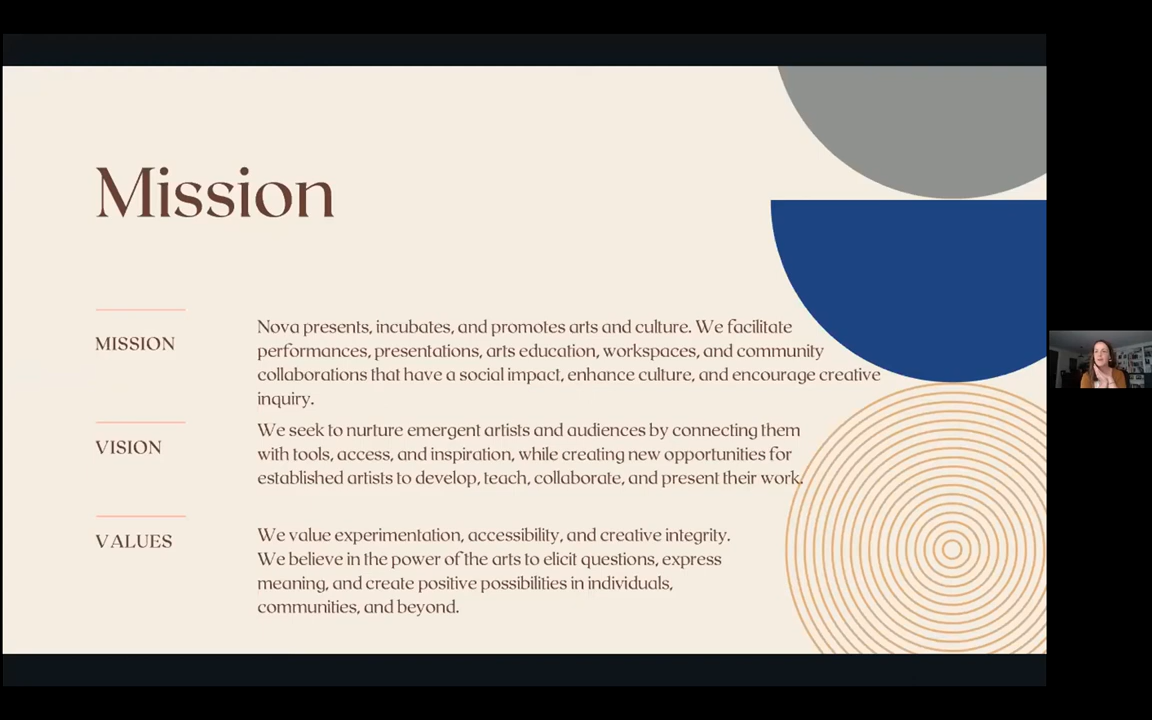 Mission
MISSION
Nova presents, incubates, and promotes arts and culture. We facilitate
performances, presentations, arts education, workspaces, and community
collaborations that have a social impact, enhance culture, and encourage creative
inquiry.
VISION
We seek to nurture emergent artists and audiences by connecting them
with tools, access, and inspiration, while creating new opportunities for
established artists to develop, teach, collaborate, and present their work.
VALUES
We value experimentation, accessibility, and creative integrity.
We believe in the power of the arts to elicit questions, express
meaning, and create positive possibilities in individuals,
communities, and beyond.